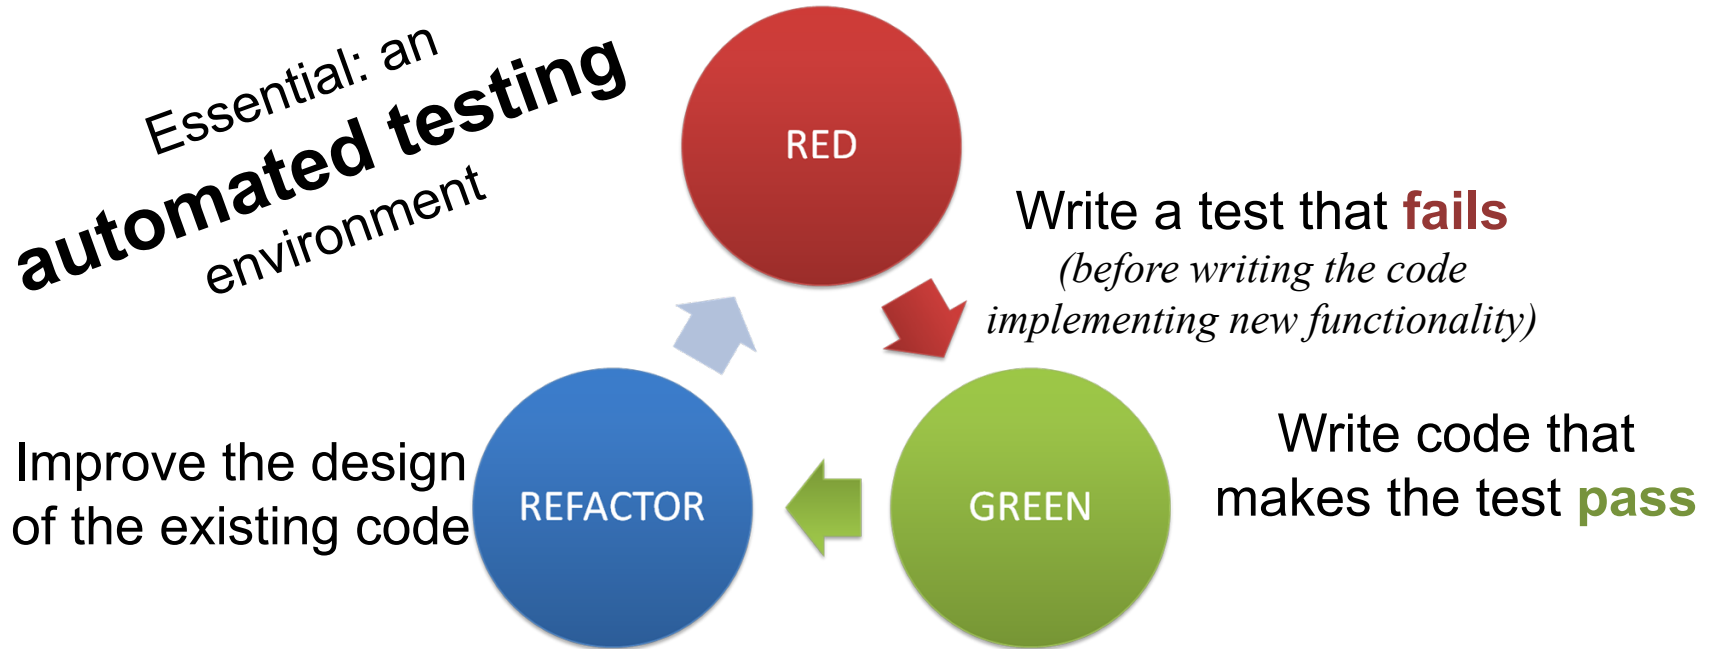 Essential: an
automated testing
environment
RED
Write a test that fails
(before writing the code
implementing new functionality)
Improve the design
of the existing code
REFACTOR
GREEN
Write code that
makes the test pass